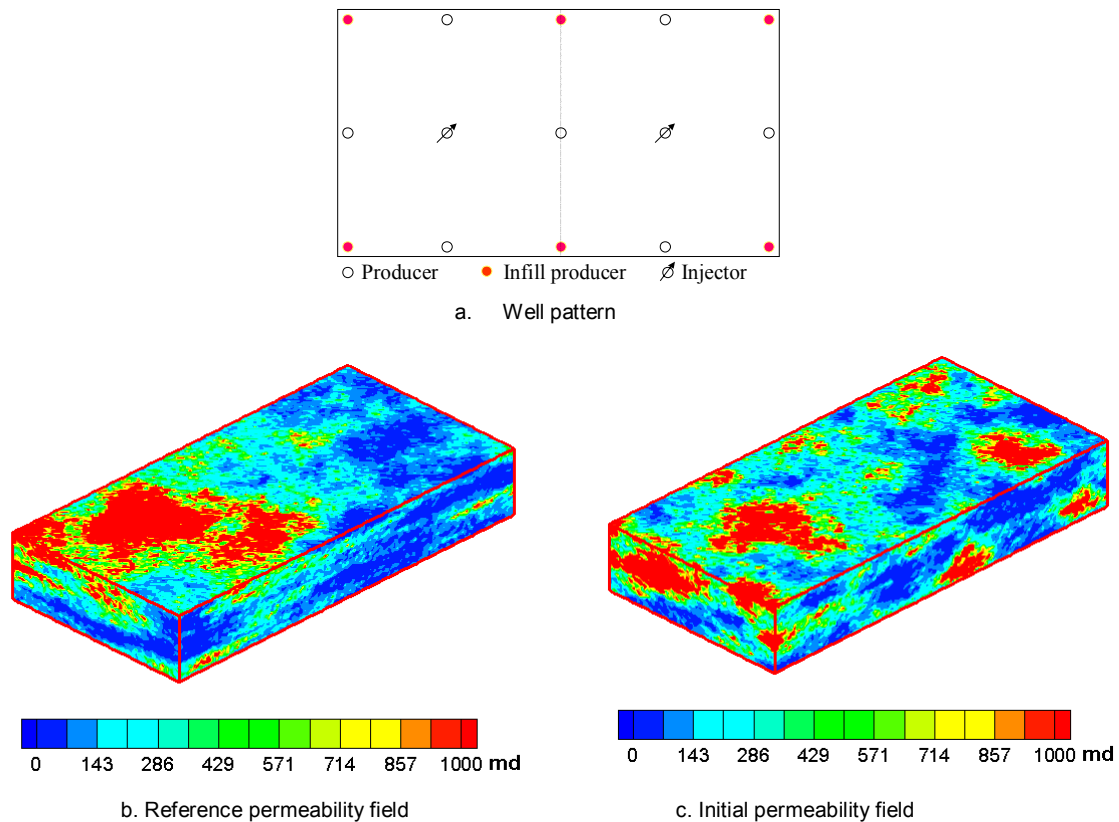 Producer Infill producer Injector
a. Well pattern
0 143 286 429 571 714 857 1000 md
0 143 286 429 571 714 857 1000 md
b. Reference permeability field
c. Initial permeability field